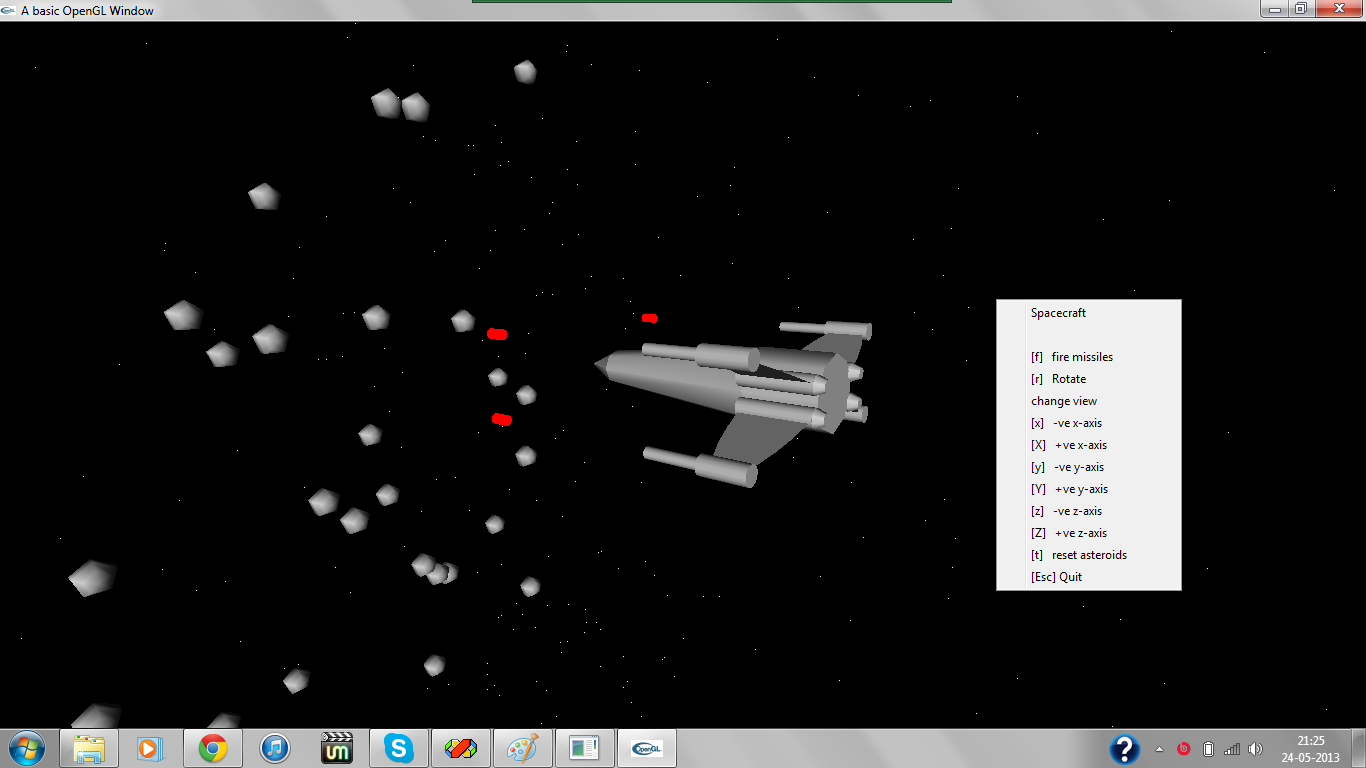 A basic OpenGL Window
Spacecraft
[f] fire missiles
[r] Rotate
change view
[x] -ve x-axis
[X] +ve x-axis
[y] -ve y-axis
[Y] +ve y-axis
[z] -ve z-axis
[Z] +ve z-axis
[t] reset asteroids
[Esc] Quit
um
OpenGL
?
21:25
24-05-2013